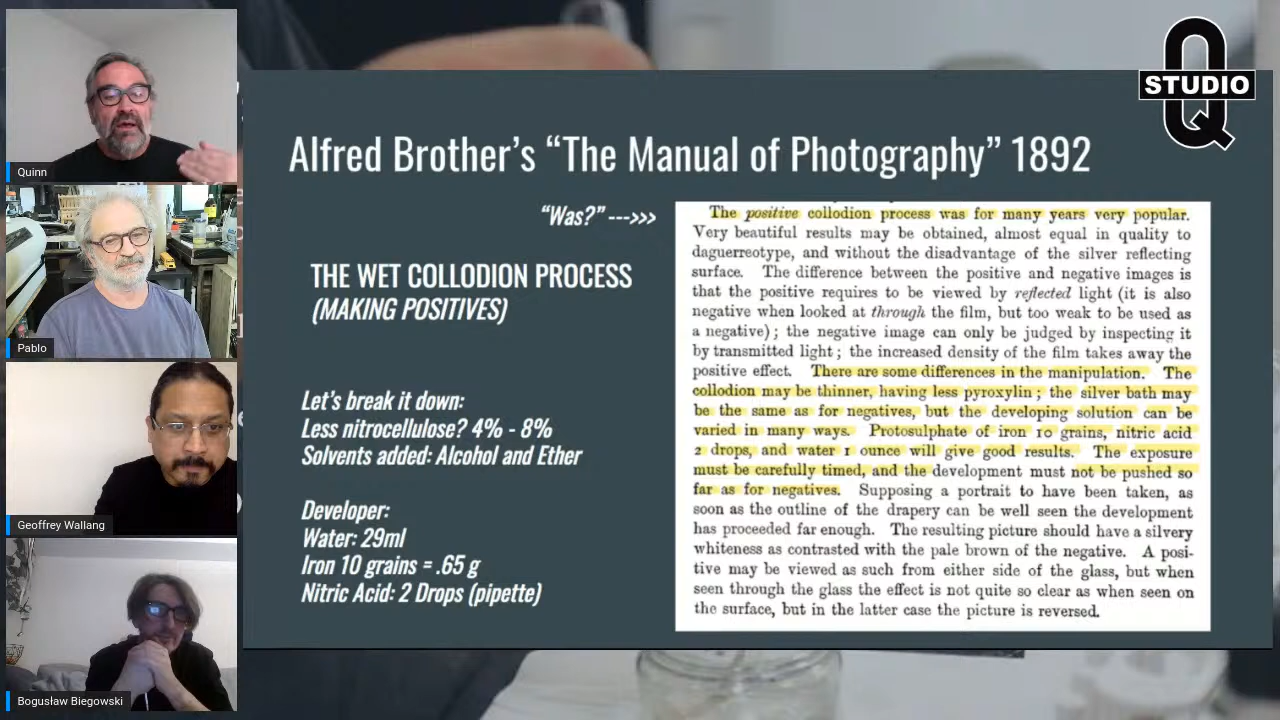 Quinn
Pablo
Geoffrey Wallang
Bogusław Biegowski
STUDIO
Q
Alfred Brother's “The Manual of Photography” 1892
“Was?” --->>>
THE WET COLLODION PROCESS
(MAKING POSITIVES)
Let's break it down:
Less nitrocellulose? 4% - 8%
Solvents added: Alcohol and Ether
Developer:
Water: 29ml
Iron 10 grains = .65 g
Nitric Acid: 2 Drops (pipette)
The positive collodion process was for many years very popular.
Very beautiful results may be obtained, almost equal in quality to
daguerreotype, and without the disadvantage of the silver reflecting
surface. The difference between the positive and negative images is
that the positive requires to be viewed by reflected light (it is also
negative when looked at through the film, but too weak to be used as
a negative); the negative image can only be judged by inspecting it
by transmitted light; the increased density of the film takes away the
positive effect. There are some differences in the manipulation. The
collodion may be thinner, having less pyroxylin; the silver bath may
be the same as for negatives, but the developing solution can be
varied in many ways. Protosulphate of iron 10 grains, nitric acid
2 drops, and water 1 ounce will give good results. The exposure
must be carefully timed, and the development must not be pushed so
far as for negatives. Supposing a portrait to have been taken, as
soon as the outline of the drapery can be well seen the development
has proceeded far enough. The resulting picture should have a silvery
whiteness as contrasted with the pale brown of the negative. A posi-
tive may be viewed as such from either side of the glass, but when
seen through the glass the effect is not quite so clear as when seen on
the surface, but in the latter case the picture is reversed.